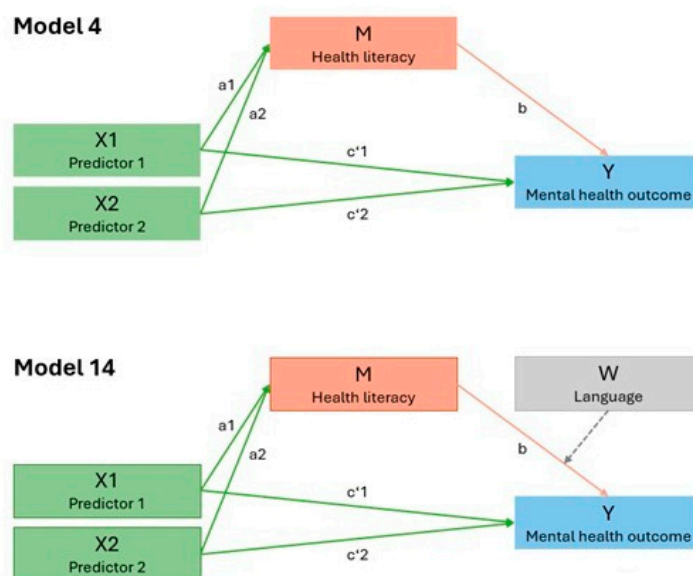 Model 4
M
Health literacy
a1
a2
b
X1
Predictor 1
c'1
Y
Mental health outcome
X2
Predictor 2
c'2
Model 14
M
Health literacy
W
Language
a1
a2
b
X1
Predictor 1
c'1
Y
Mental health outcome
X2
Predictor 2
c'2